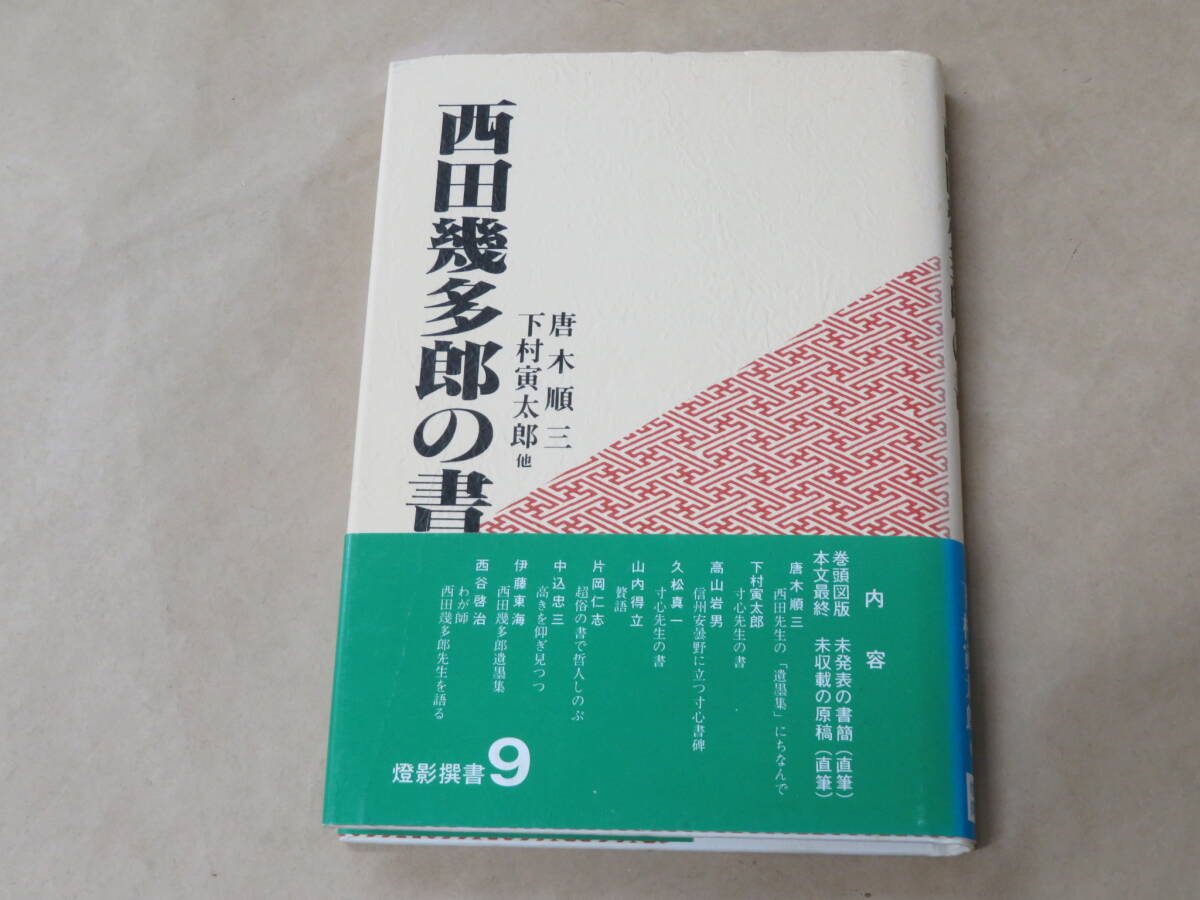 西田幾多郎の書
唐木順三
下村寅太郎 他
内容
巻頭図版 未発表の書簡(直筆)
本文最終 未収載の原稿(直筆)
唐木順三
西田先生の「遺墨集」にちなんで
下村寅太郎
寸心先生の書
高山岩男
信州安曇野に立つ寸心書碑
久松真一
寸心先生の書
山内得立
贅語
片岡仁志
超俗の書で哲人しのぶ
中込忠三
高きを仰ぎ見つつ
伊藤東海
西田幾多郎遺墨集
西谷啓治
わが師
西田幾多郎先生を語る
燈影撰書9